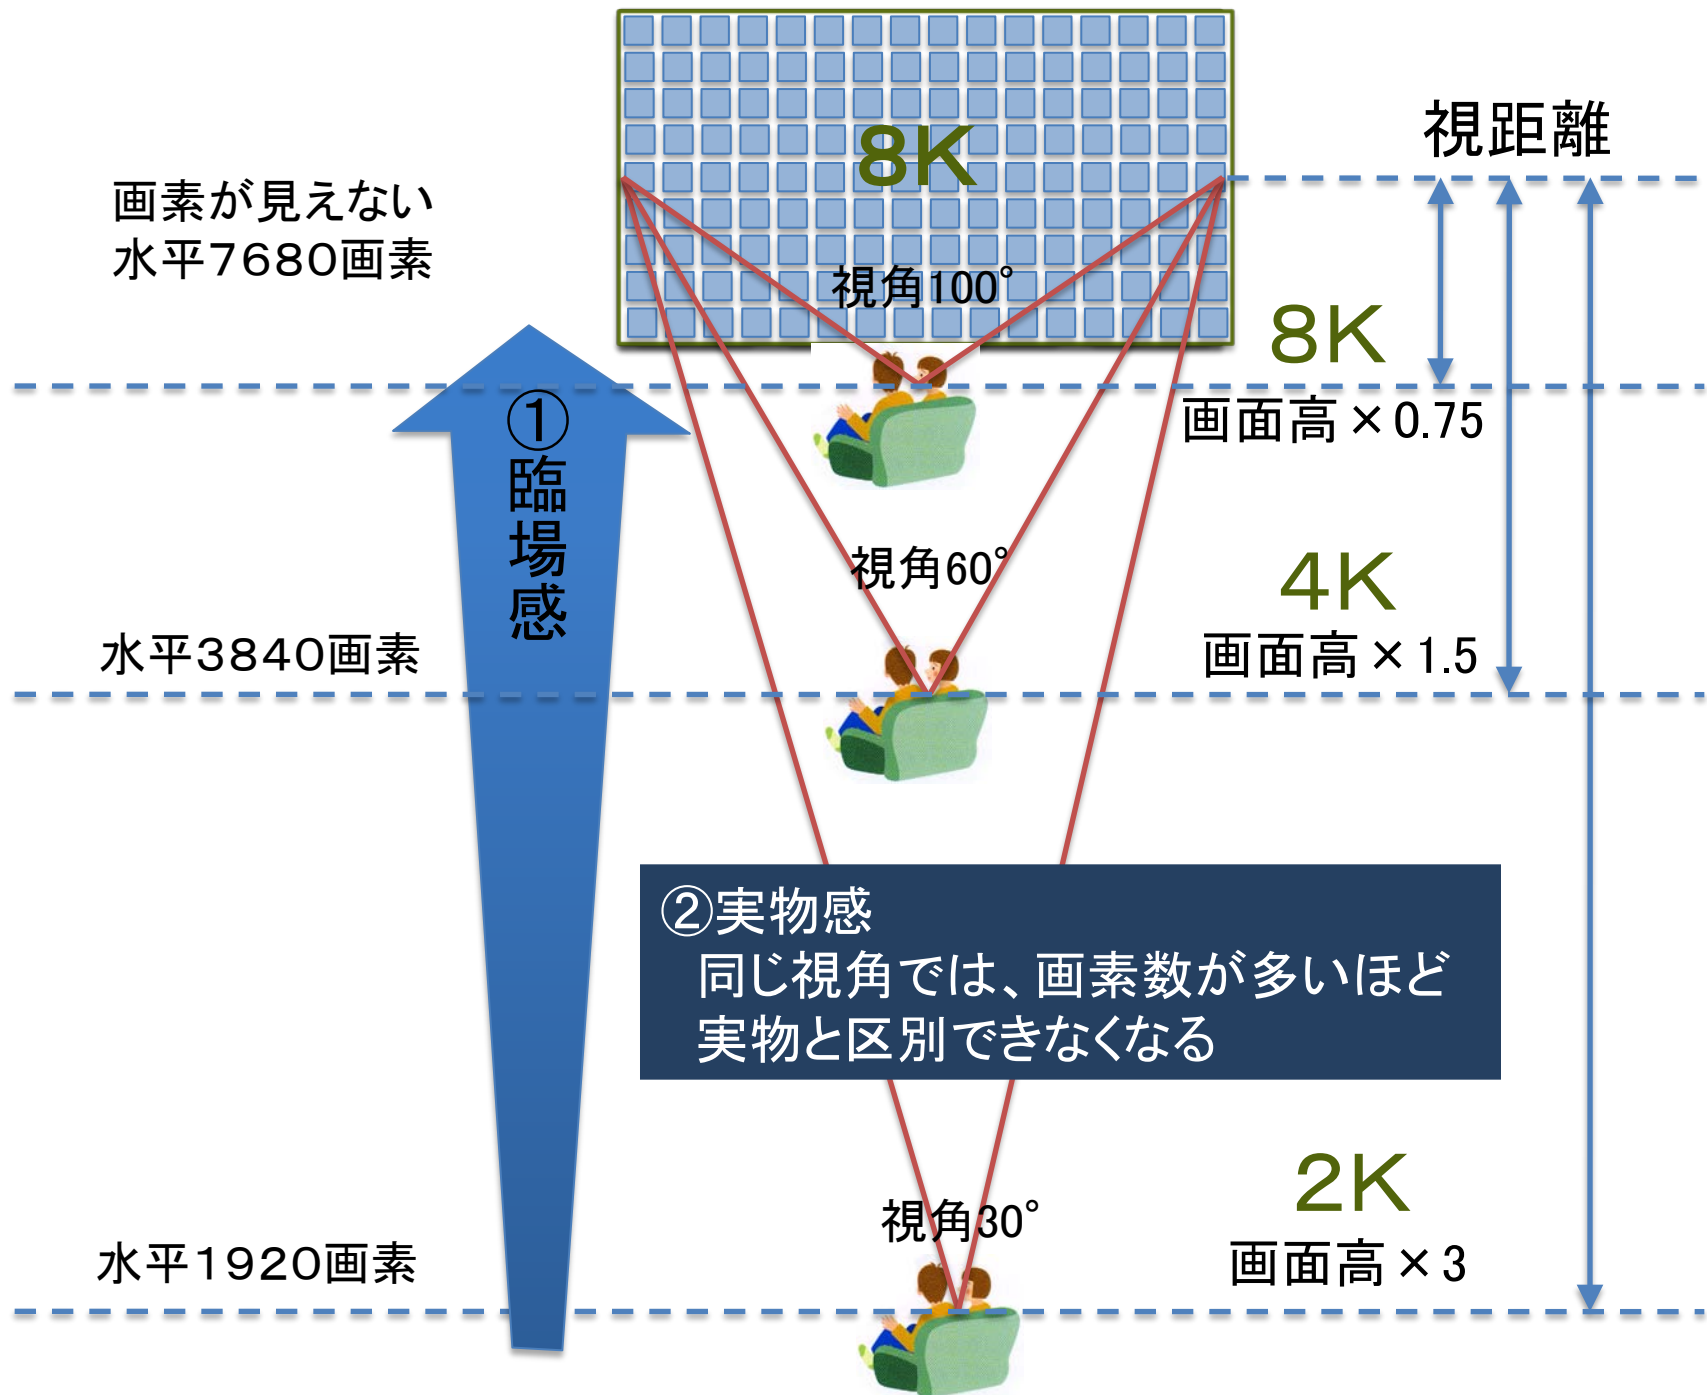 8K
視距離
画素が見えない
水平7680画素
視角100°
8K
画面高×0.75
①臨場感
視角60°
4K
画面高×1.5
水平3840画素
②実物感
同じ視角では、画素数が多いほど
実物と区別できなくなる
2K
視角30°
画面高×3
水平1920画素